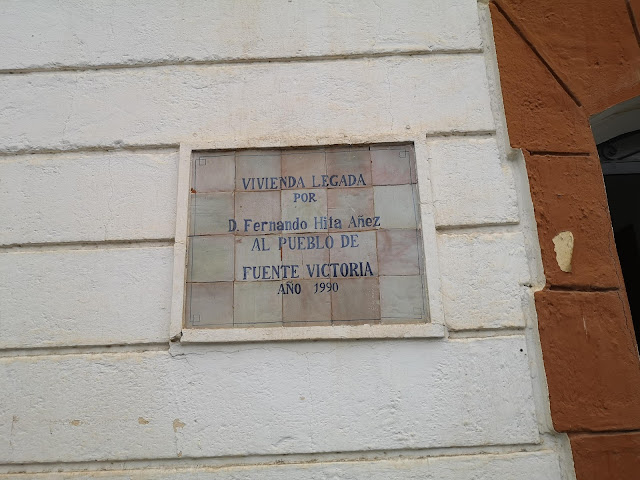 VIVIENDA LEGADA
POR
D. Fernando Hita Añez
AL PUEBLO DE
FUENTE VICTORIA
AÑO 1990